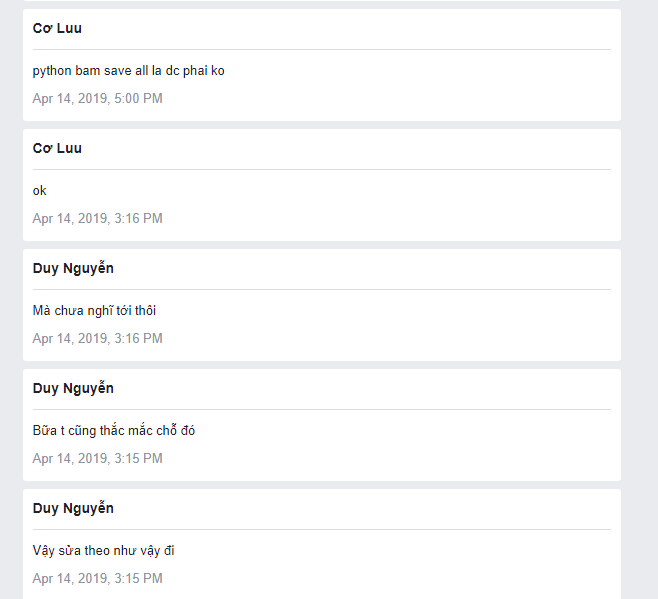 Cơ Luu
python bam save all la dc phai ko
Apr 14, 2019, 5:00 PM
Cơ Luu
ok
Apr 14, 2019, 3:16 PM
Duy Nguyễn
Mà chưa nghĩ tới thôi
Apr 14, 2019, 3:16 PM
Duy Nguyễn
Bữa t cũng thắc mắc chỗ đó
Apr 14, 2019, 3:15 PM
Duy Nguyễn
Vậy sửa theo như vậy đi
Apr 14, 2019, 3:15 PM